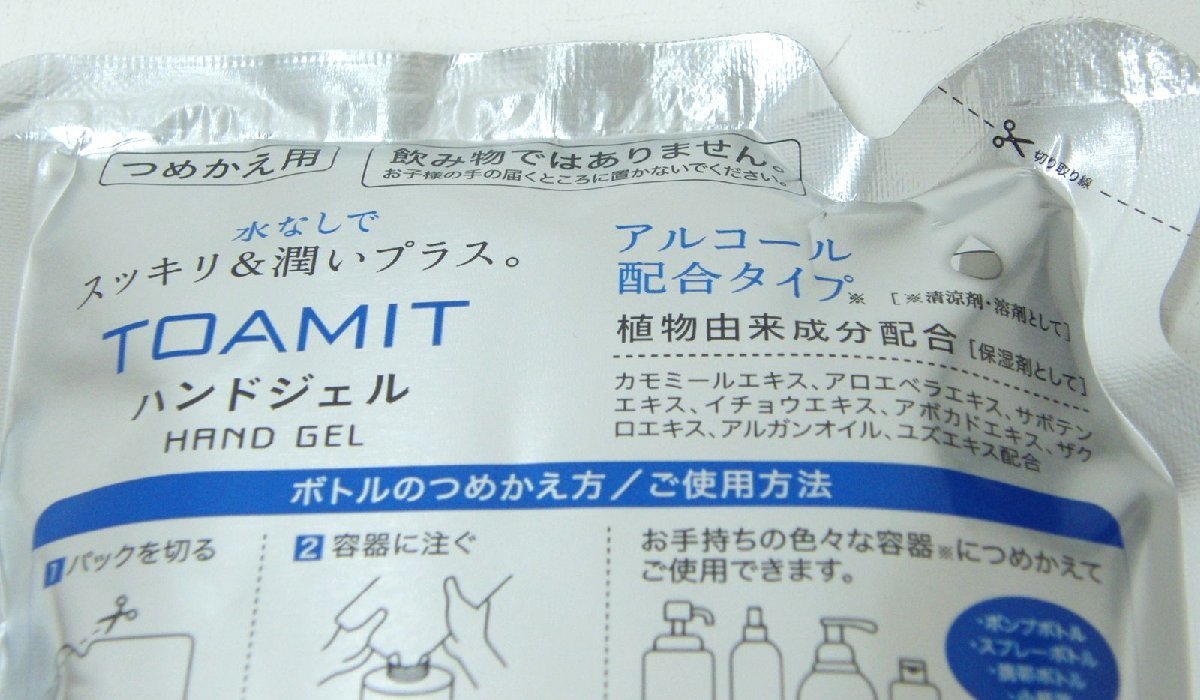 つめかえ用
飲み物ではありません。
お子様の手の届くところに置かないでください。
切り取り線
水なしで
スッキリ&潤いプラス。
TOAMIT
ハンドジェル
HAND GEL
アルコール
配合タイプ※
[※清涼剤・溶剤として]
植物由来成分配合
[保湿剤として]
カモミールエキス、アロエベラエキス、サボテン
エキス、イチョウエキス、アボカドエキス、ザク
ロエキス、アルガンオイル、ユズエキス配合
ボトルのつめかえ方/ご使用方法
1 パックを切る
2 容器に注ぐ
お手持ちの色々な容器※につめかえて
ご使用できます。
・ポンプボトル
・スプレーボトル
・携帯ボトル